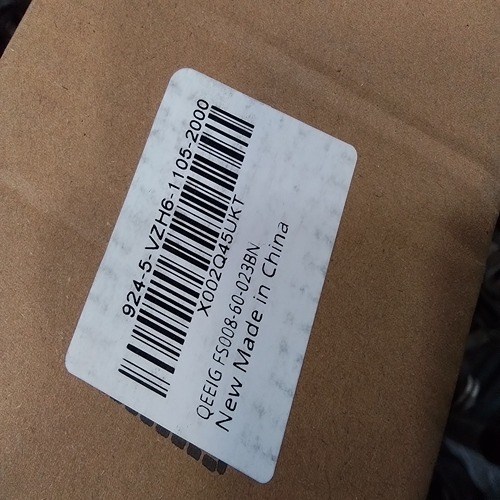 924-5-VZH6-1105-2000
X002Q45UKT
QEEIG FS008-60-023BN
New Made in China